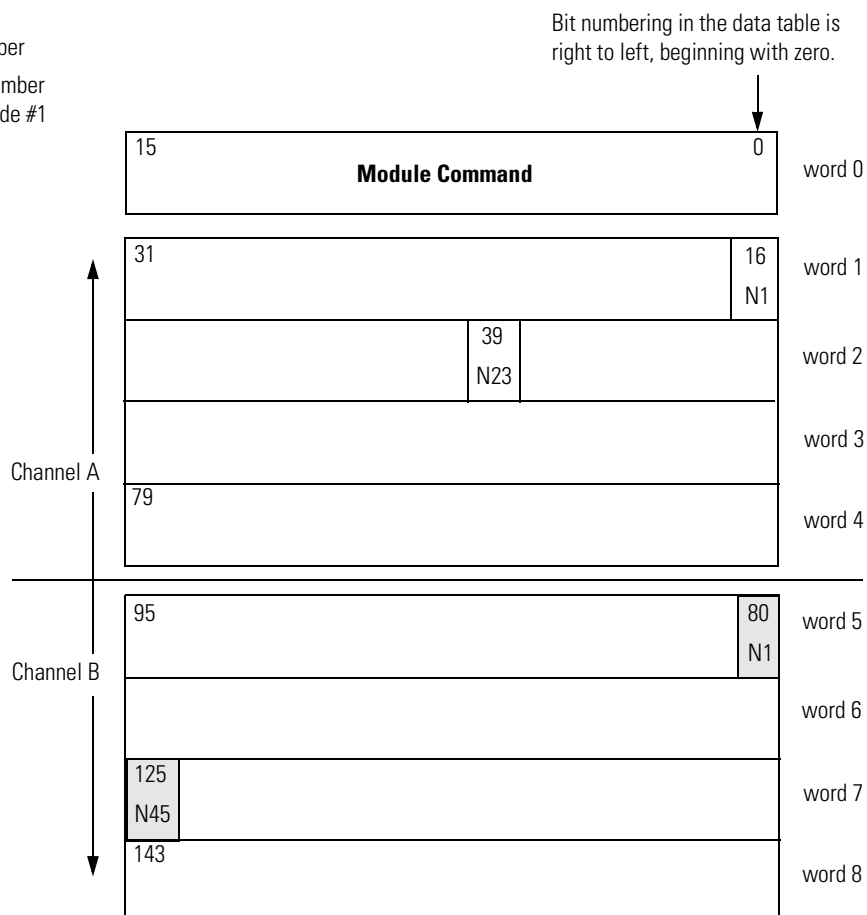 Bit numbering in the data table is
right to left, beginning with zero.
de #1
15
0
Module Command
word 0
31
16
word 1
N1
39
word 2
N23
word 3
Channel A
79
word 4
95
80
word 5
N1
Channel B
word 6
125
word 7
N45
143
word 8